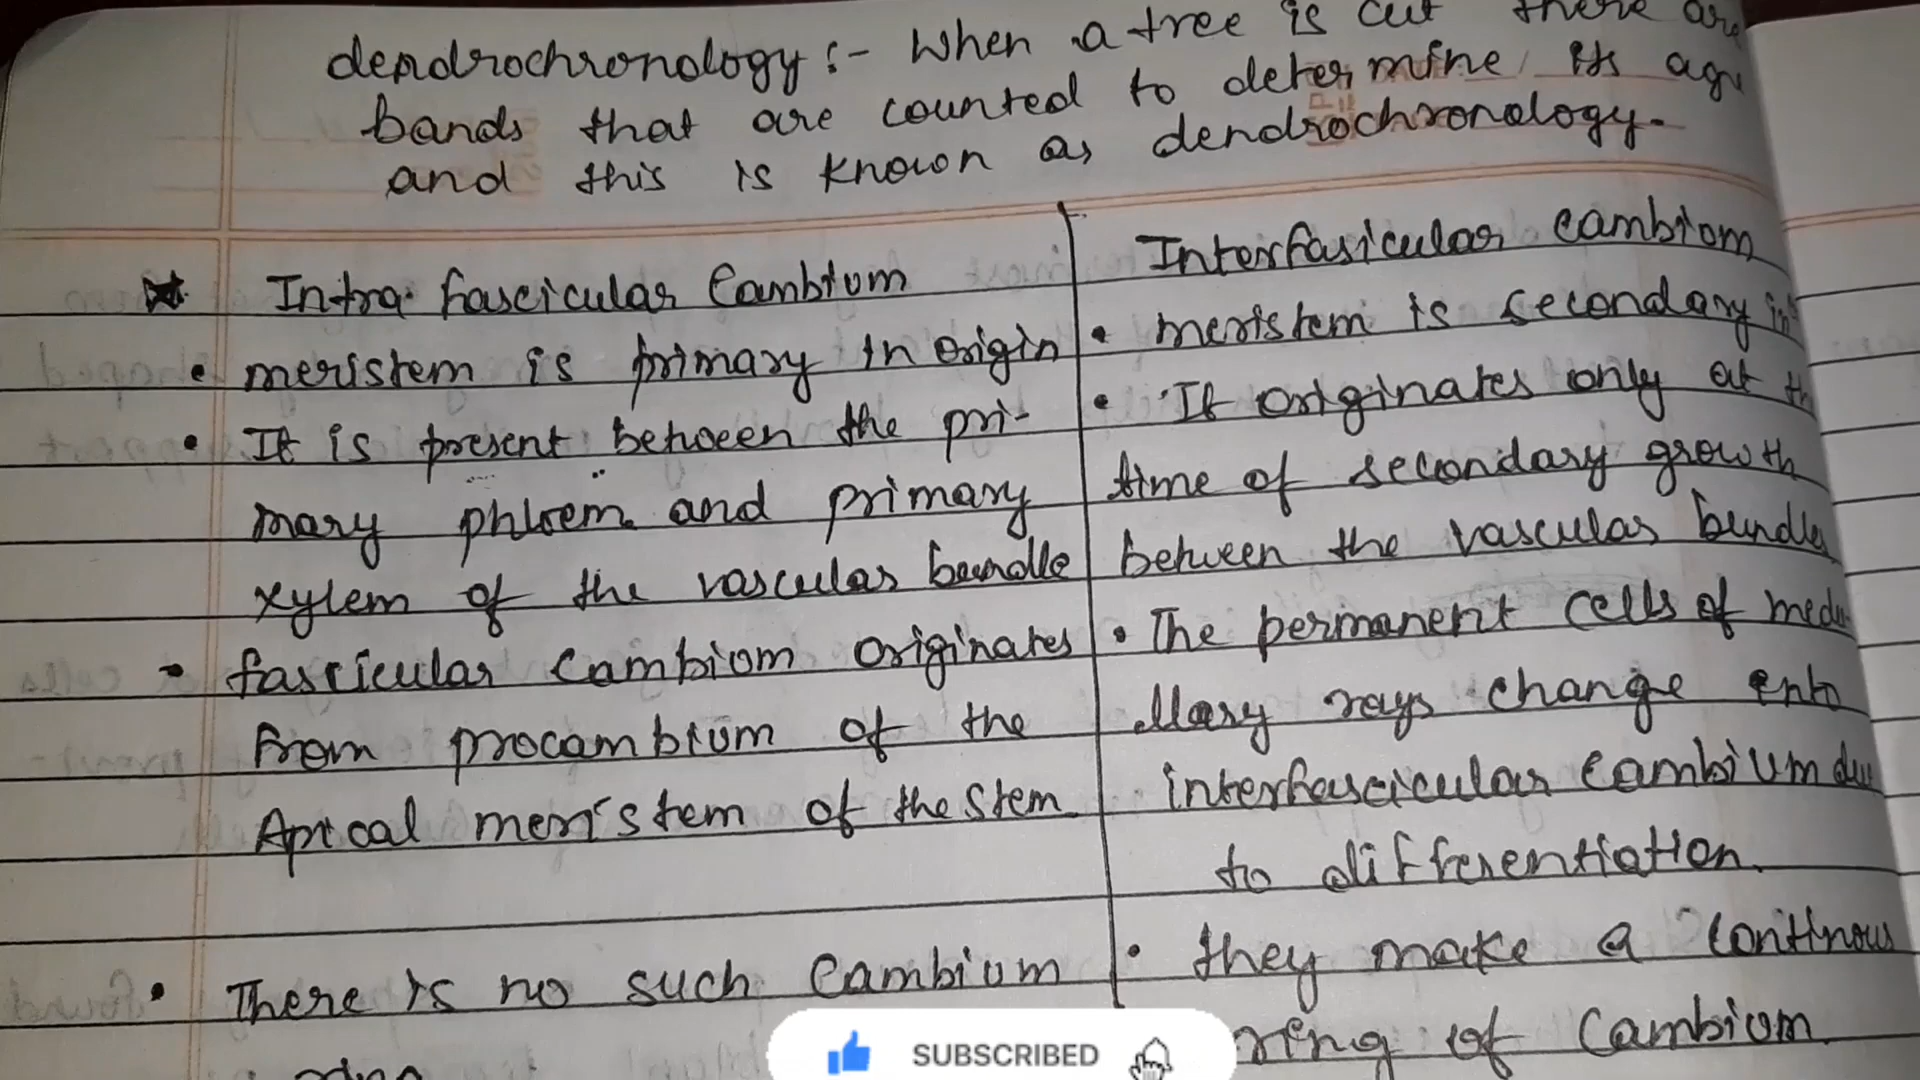 dendrochronology :- When a tree is cut there are
bands that are counted to determine its age
and this is known as dendrochronology.
Intra fascicular Cambium
meristem is primary in origin
It is present between the pri-
mary phloem and primary
xylem of the vascular bundle
fascicular Cambium originates
from procambium of the
Apical meristem of the stem
There is no such Cambium
Interfasicular cambium
meristem is secondary in
It originates only at th
time of secondary growth
between the vascular bundles
The permanent cells of medu
llary rays change into
interfascicular cambium due
to differentiation.
they make a Continous
ring of Cambium
SUBSCRIBED